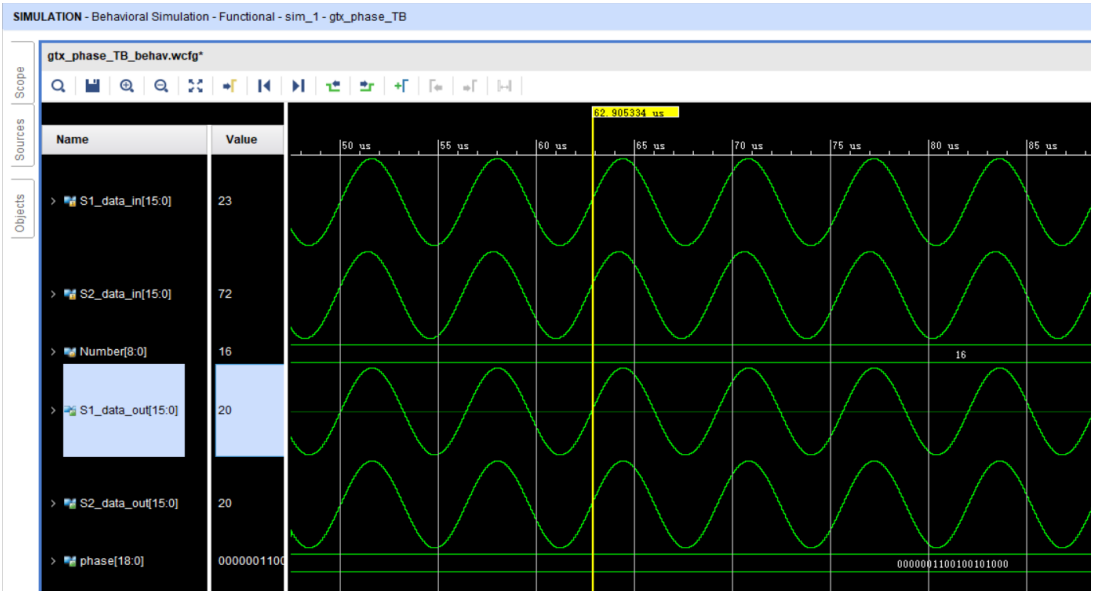 SIMULATION - Behavioral Simulation - Functional - sim_1 - gtx_phase_TB
gtx_phase_TB_behav.wcfg*
Scope
Sources
Objects
62.905334 us
Name Value
50 us 55 us 60 us 65 us 70 us 75 us 80 us 85 us
S1_data_in[15:0] 23
S2_data_in[15:0] 72
Number[8:0] 16 16
S1_data_out[15:0] 20
S2_data_out[15:0] 20
phase[18:0] 0000001100 0000001100100101000